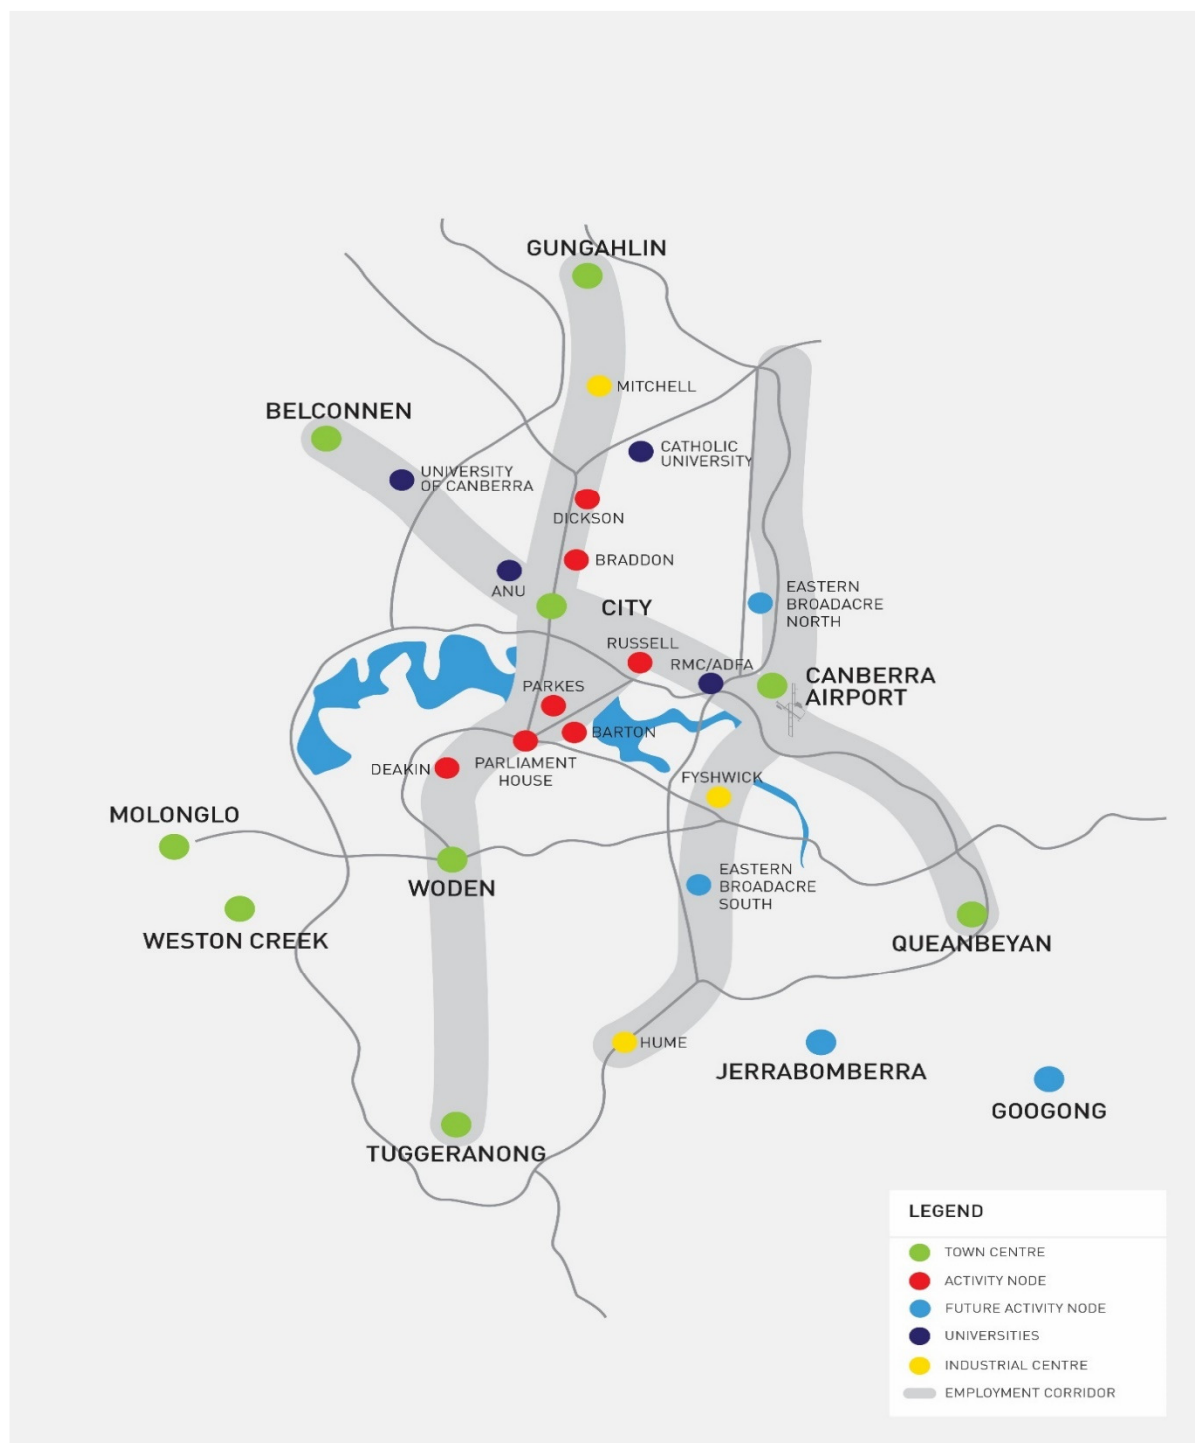 GUNGAHLIN
MITCHELL
BELCONNEN
CATHOLIC
UNIVERSITY
UNIVERSITY
OF CANBERRA
DICKSON
BRADDON
ANU
EASTERN
BROADACRE
NORTH
CITY
RUSSELL
RMC/ADFA
CANBERRA
AIRPORT
PARKES
BARTON
DEAKIN
PARLIAMENT
HOUSE
FYSHWICK
MOLONGLO
EASTERN
BROADACRE
SOUTH
WODEN
WESTON CREEK
QUEANBEYAN
HUME
JERRABOMBERRA
GOOGONG
TUGGERANONG
LEGEND
TOWN CENTRE
ACTIVITY NODE
FUTURE ACTIVITY NODE
UNIVERSITIES
INDUSTRIAL CENTRE
EMPLOYMENT CORRIDOR